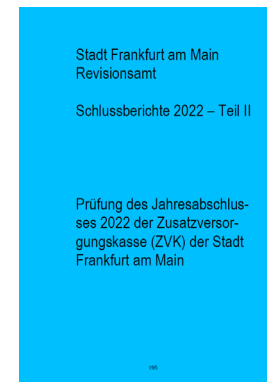 Stadt Frankfurt am Main
Revisionsamt
Schlussberichte 2022 – Teil II
Prüfung des Jahresabschlus-
ses 2022 der Zusatzversor-
gungskasse (ZVK) der Stadt
Frankfurt am Main